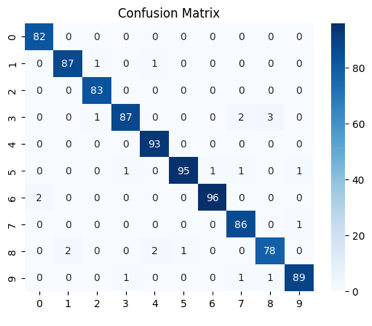 Confusion Matrix
0 82 0 0 0 0 0 0 0 0 0
1 0 87 1 0 1 0 0 0 0 0
2 0 0 83 0 0 0 0 0 0 0
3 0 0 1 87 0 0 0 2 3 0
4 0 0 0 0 93 0 0 0 0 0
5 0 0 0 1 0 95 1 1 0 1
6 2 0 0 0 0 0 96 0 0 0
7 0 0 0 0 0 0 0 86 0 1
8 0 2 0 0 2 1 0 0 78 0
9 0 0 0 1 0 0 0 1 1 89
0 1 2 3 4 5 6 7 8 9
80
60
40
20
0